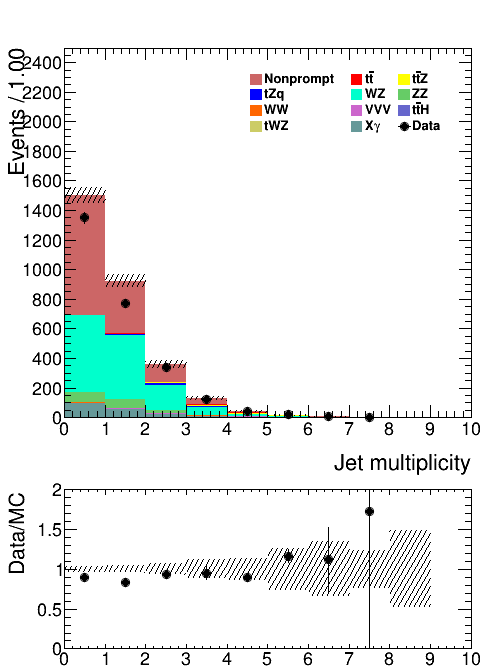 Events / 1.00
2400
2200
2000
1800
1600
1400
1200
1000
800
600
400
200
0
Nonprompt tt̄ tt̄Z
tZq WZ ZZ
WW VVV tt̄H
tWZ Xγ Data
0 1 2 3 4 5 6 7 8 9 10
Jet multiplicity
Data/MC
2
1.5
1
0.5
0
0 1 2 3 4 5 6 7 8 9 10